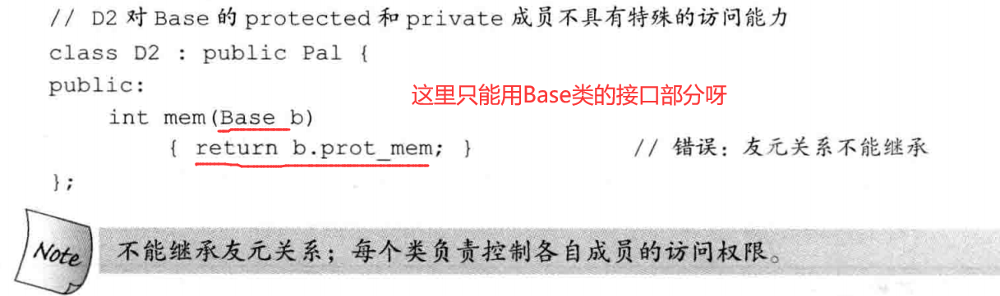 // D2 对 Base 的 protected 和 private 成员不具有特殊的访问能力
class D2 : public Pal {
public:
这里只能用Base类的接口部分呀
int mem(Base b)
{ return b.prot_mem; } // 错误：友元关系不能继承
};
Note 不能继承友元关系；每个类负责控制各自成员的访问权限。